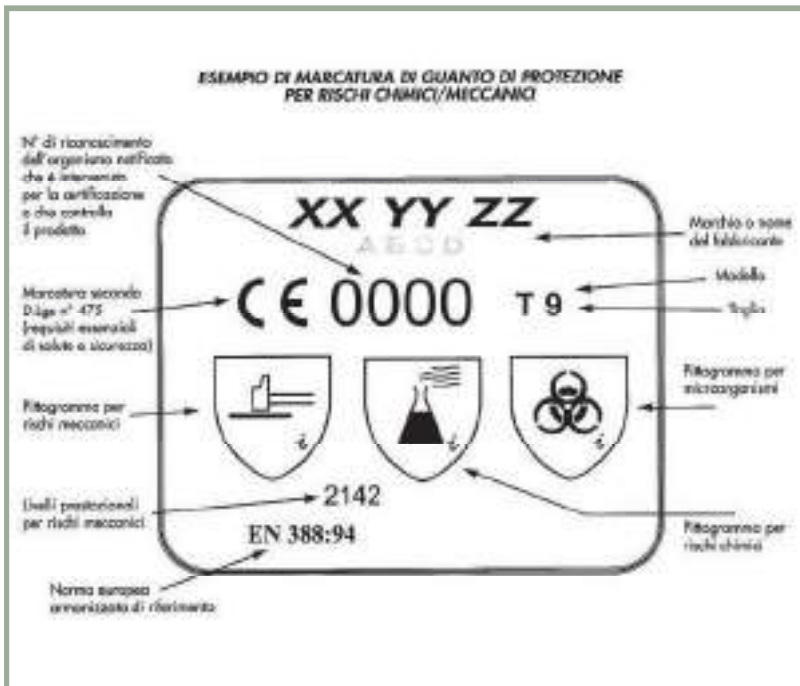 ESEMPIO DI MARCATURA DI GUANTO DI PROTEZIONE
PER RISCHI CHIMICI/MECCANICI
N° di riconoscimento
dell'organismo notificato
che è intervenuto
per la certificazione
o che controlla
il prodotto
XX YY ZZ
ABCD
Marchio o nome
del fabbricante
Marcatura secondo
D.Lgs n° 475
(requisiti essenziali
di salute e sicurezza)
CE 0000
T 9
Modello
Taglia
Pittogramma per
rischi meccanici
i
i
i
Pittogramma per
microorganismi
Livelli prestazionali
per rischi meccanici
2142
EN 388:94
Pittogramma per
rischi chimici
Norma europea
armonizzata di riferimento